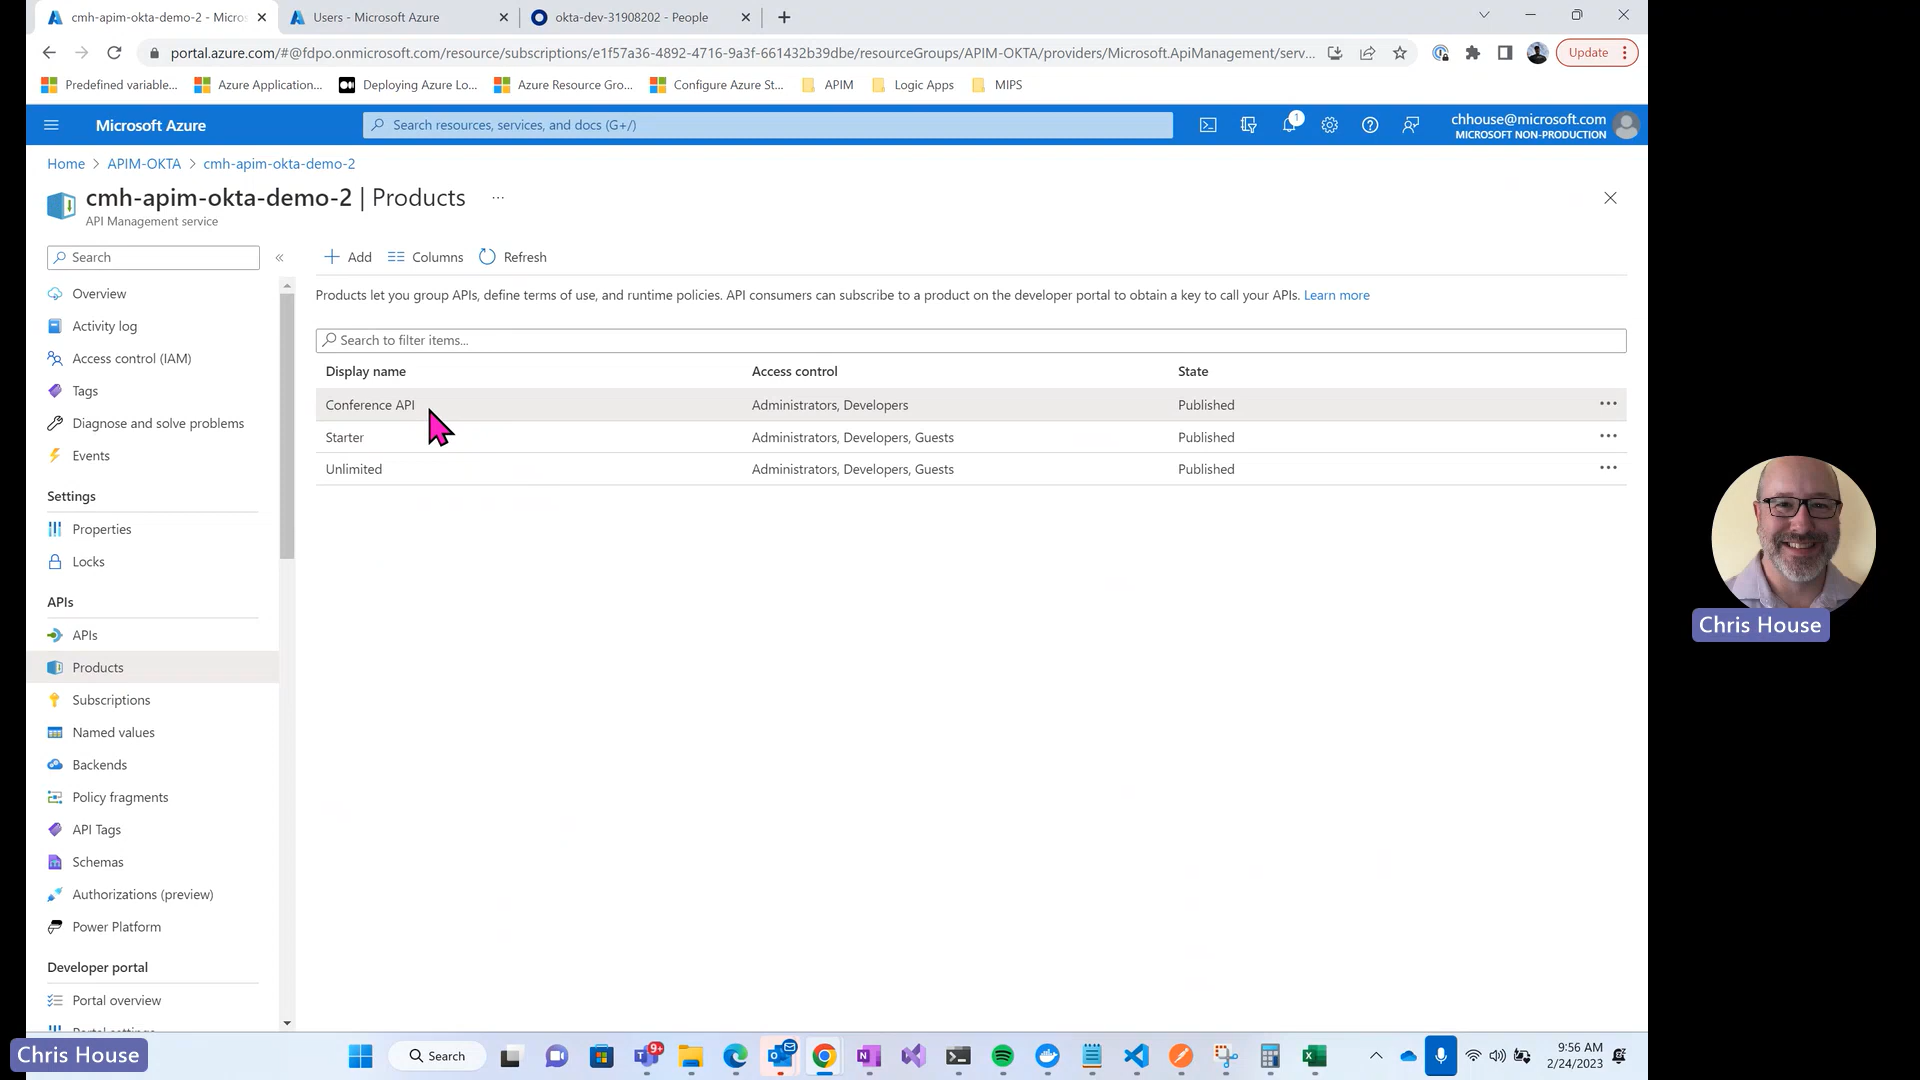 cmh-apim-okta-demo-2 - Micros
Users - Microsoft Azure
okta-dev-31908202 - People
portal.azure.com/#@fdpo.onmicrosoft.com/resource/subscriptions/e1f57a36-4892-4716-9a3f-661432b39dbe/resourceGroups/APIM-OKTA/providers/Microsoft.ApiManagement/serv...
Update
Predefined variable...
Azure Application...
Deploying Azure Lo...
Azure Resource Gro...
Configure Azure St...
APIM
Logic Apps
MIPS
Microsoft Azure
Search resources, services, and docs (G+/)
1
chhouse@microsoft.com
MICROSOFT NON-PRODUCTION
Home > APIM-OKTA > cmh-apim-okta-demo-2
cmh-apim-okta-demo-2 | Products ...
API Management service
Search
«
Add
Columns
Refresh
Products let you group APIs, define terms of use, and runtime policies. API consumers can subscribe to a product on the developer portal to obtain a key to call your APIs. Learn more
Search to filter items...
Display name Access control State
Conference API Administrators, Developers Published
Starter Administrators, Developers, Guests Published
Unlimited Administrators, Developers, Guests Published
Overview
Activity log
Access control (IAM)
Tags
Diagnose and solve problems
Events
Settings
Properties
Locks
APIs
APIs
Products
Subscriptions
Named values
Backends
Policy fragments
API Tags
Schemas
Authorizations (preview)
Power Platform
Developer portal
Portal overview
Portal settings
Chris House
Chris House
Search
9+
9:56 AM
2/24/2023